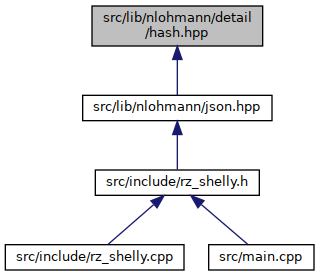 src/lib/nlohmann/detail
/hash.hpp
src/lib/nlohmann/json.hpp
src/include/rz_shelly.h
src/include/rz_shelly.cpp
src/main.cpp